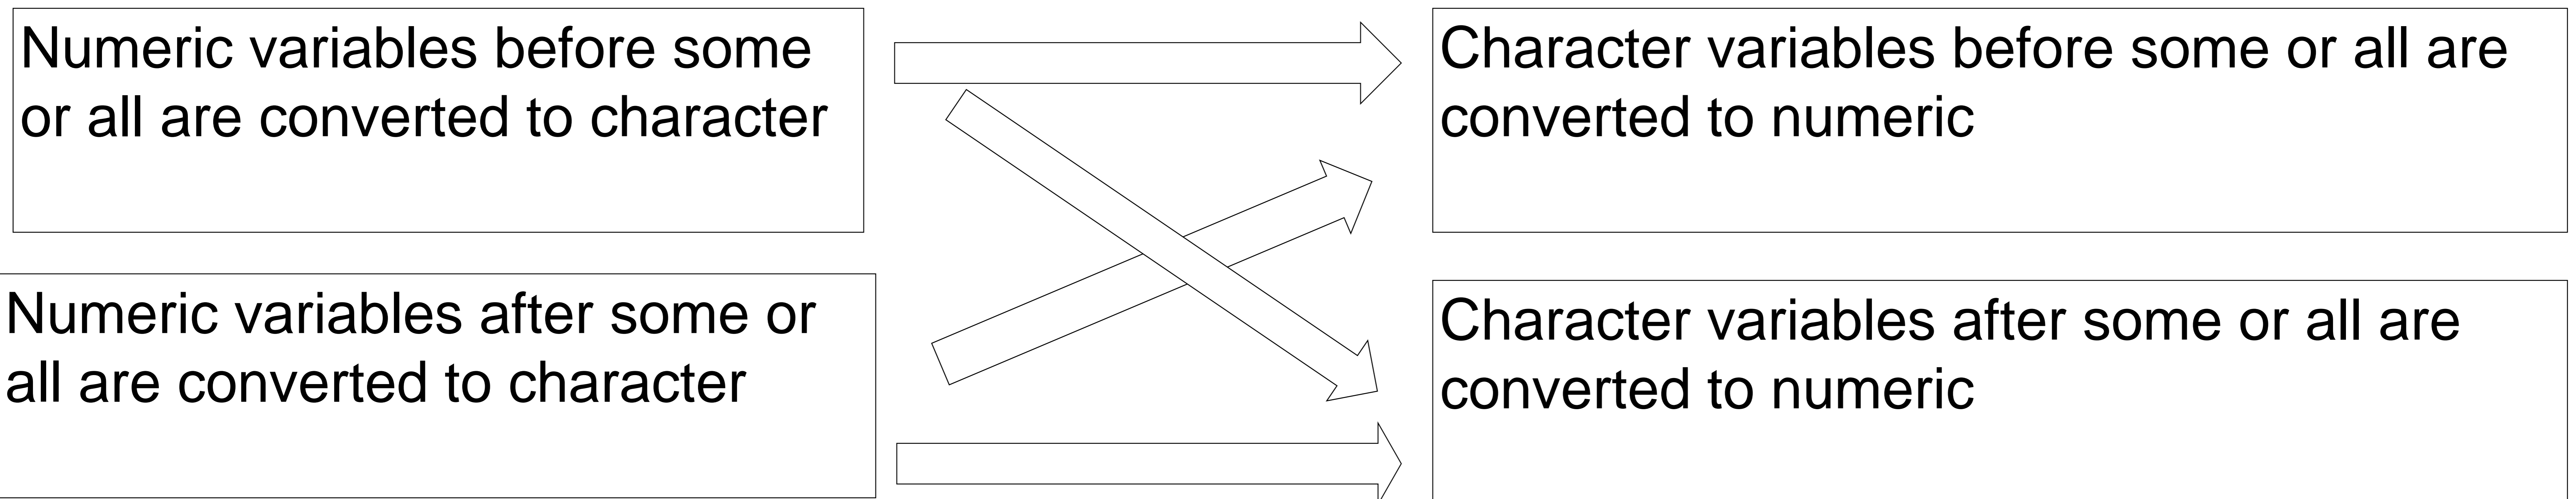 Numeric variables before some
or all are converted to character
Character variables before some or all are
converted to numeric
Numeric variables after some or
all are converted to character
Character variables after some or all are
converted to numeric